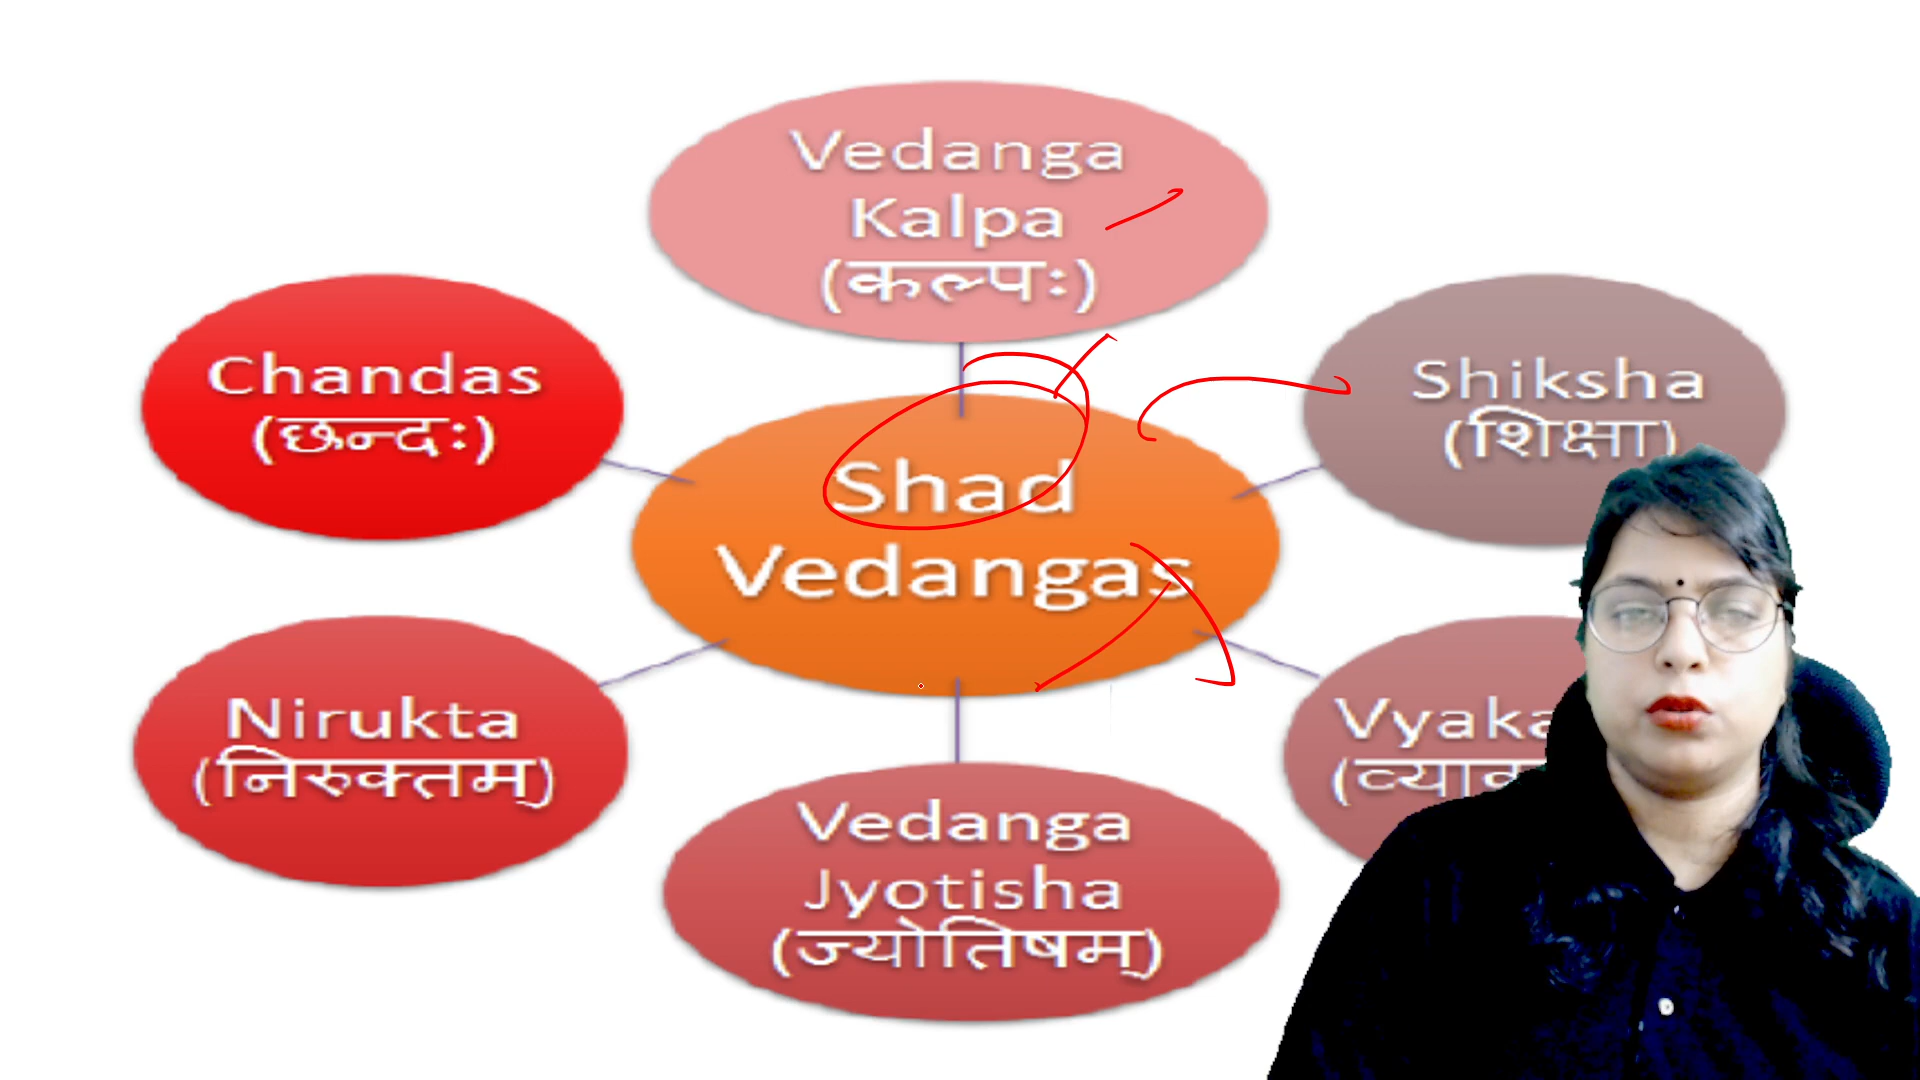 Vedanga
Kalpa
(कल्पः)
Chandas
(छन्दः)
Shiksha
(शिक्षा)
Shad
Vedangas
Nirukta
(निरुक्तम्)
Vedanga
Jyotisha
(ज्योतिषम्)